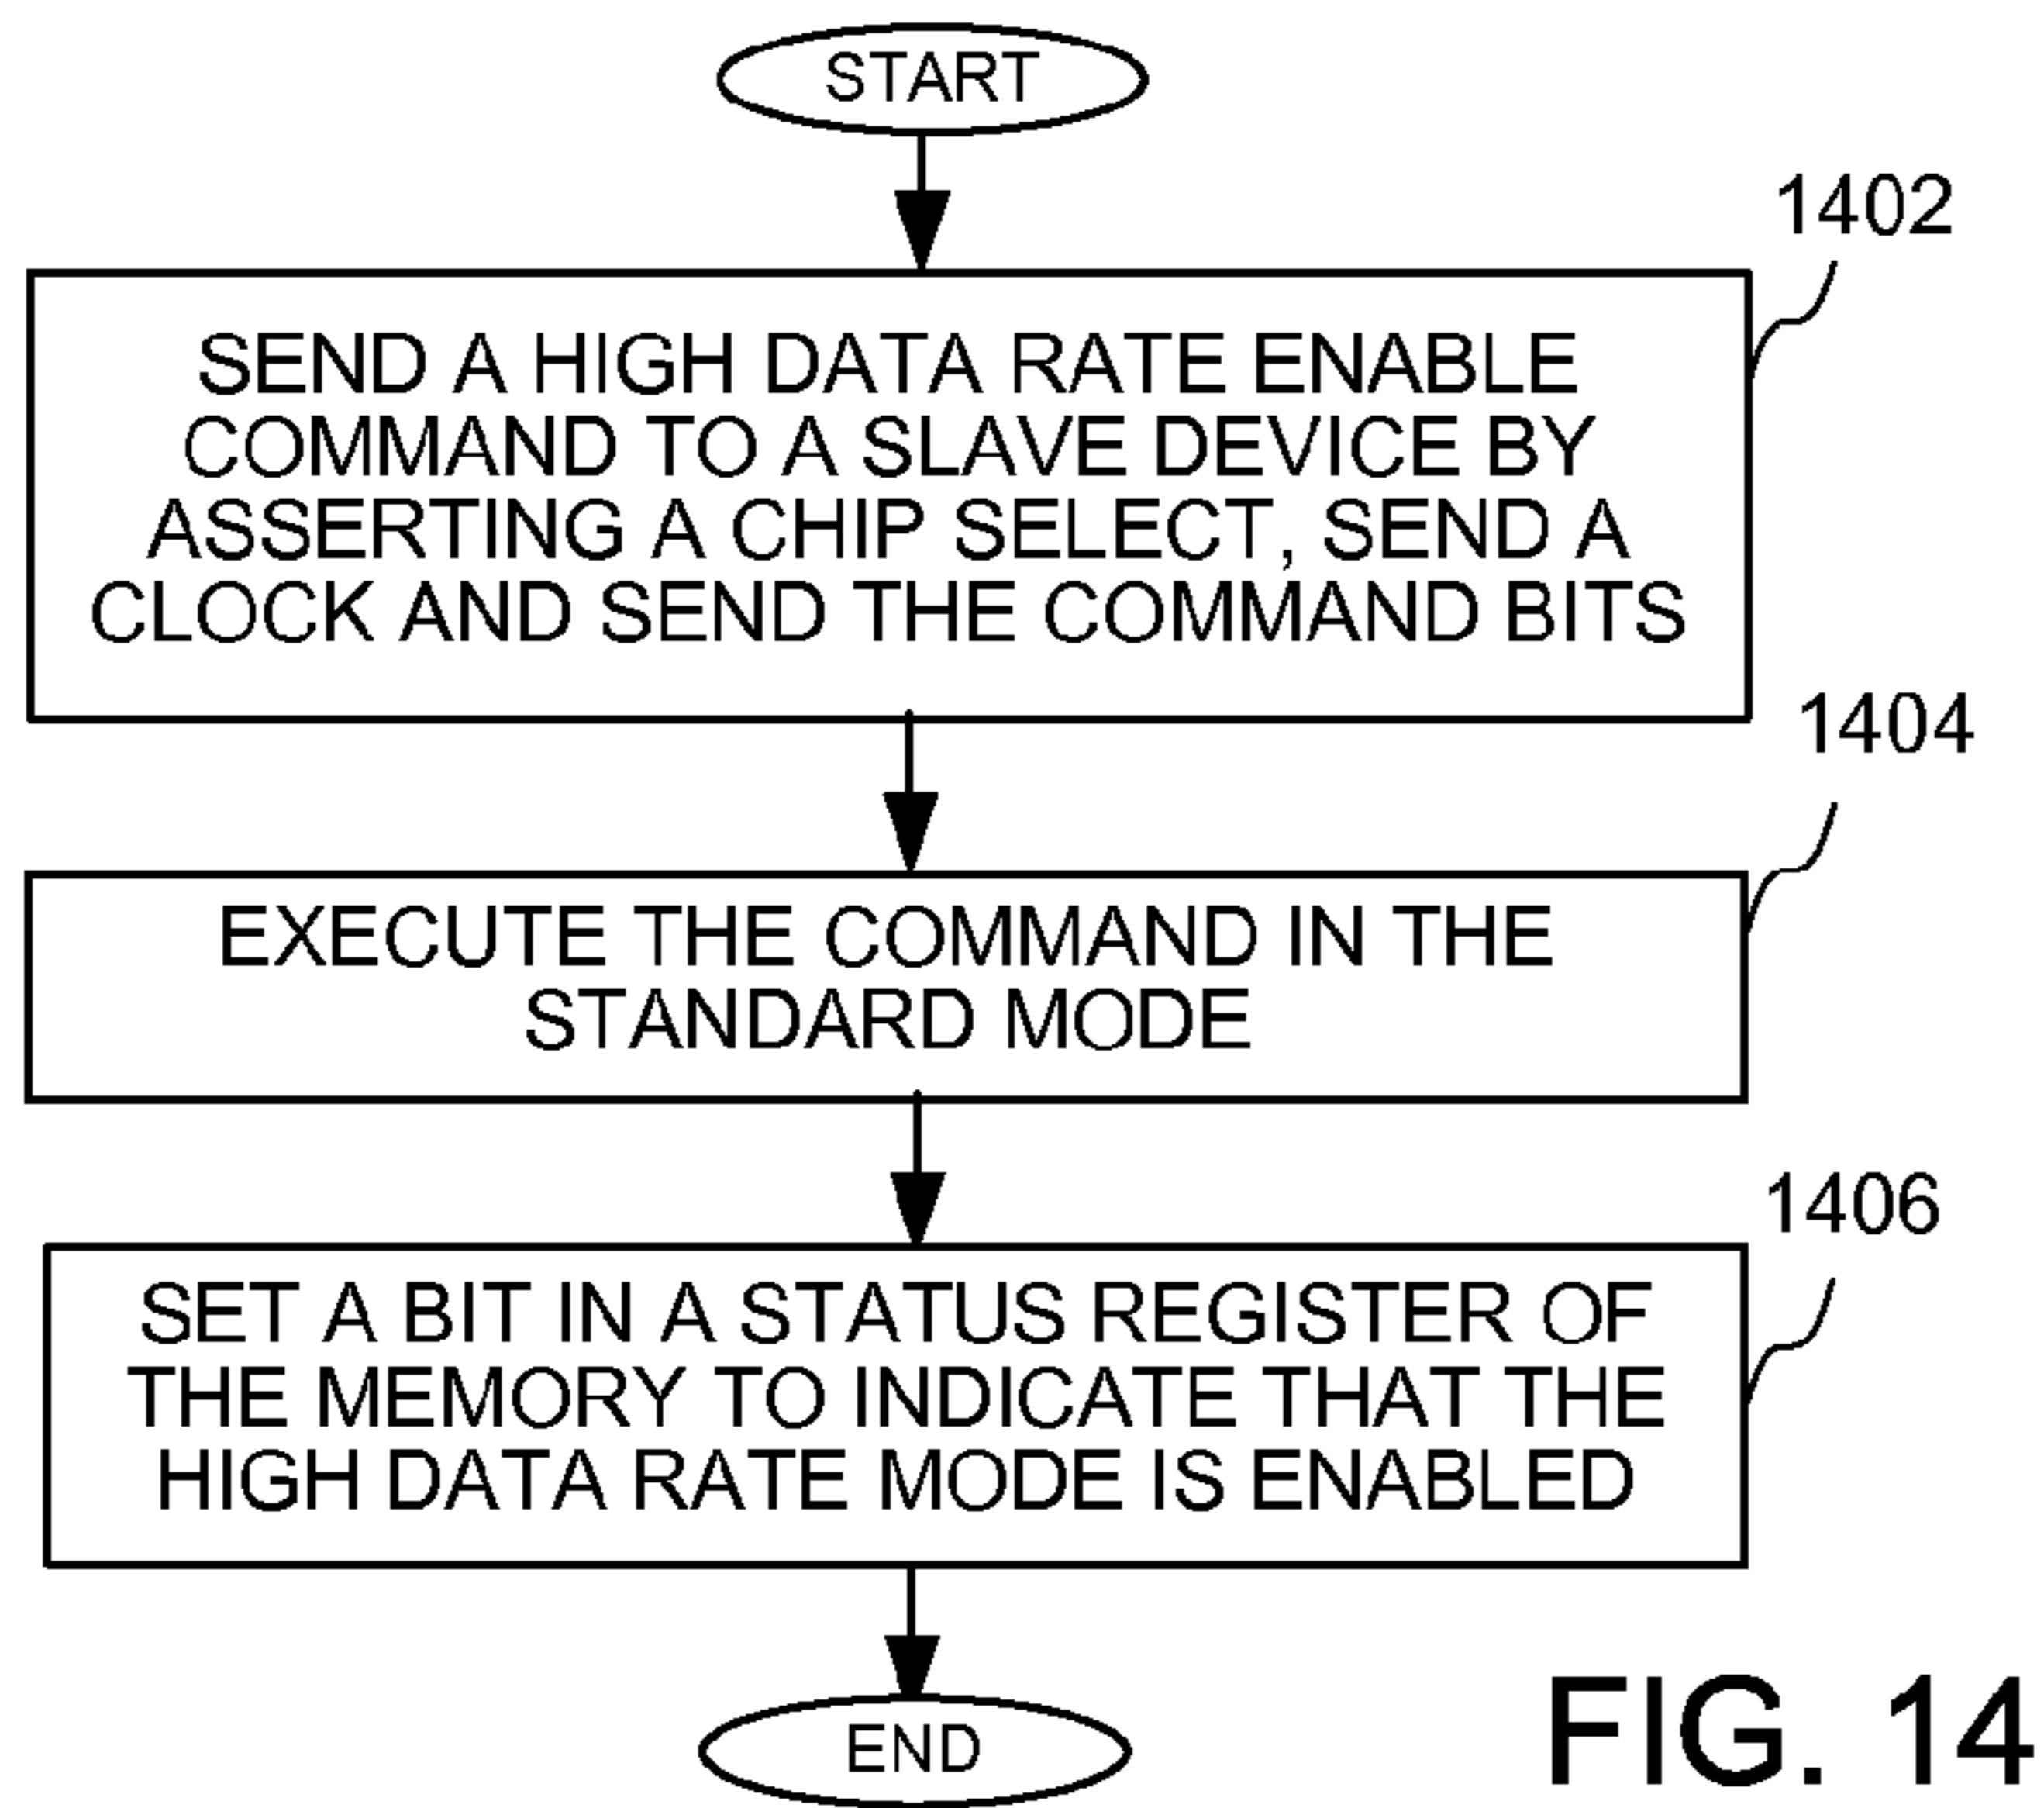 START
1402
SEND A HIGH DATA RATE ENABLE
COMMAND TO A SLAVE DEVICE BY
ASSERTING A CHIP SELECT, SEND A
CLOCK AND SEND THE COMMAND BITS
1404
EXECUTE THE COMMAND IN THE
STANDARD MODE
1406
SET A BIT IN A STATUS REGISTER OF
THE MEMORY TO INDICATE THAT THE
HIGH DATA RATE MODE IS ENABLED
END
FIG. 14